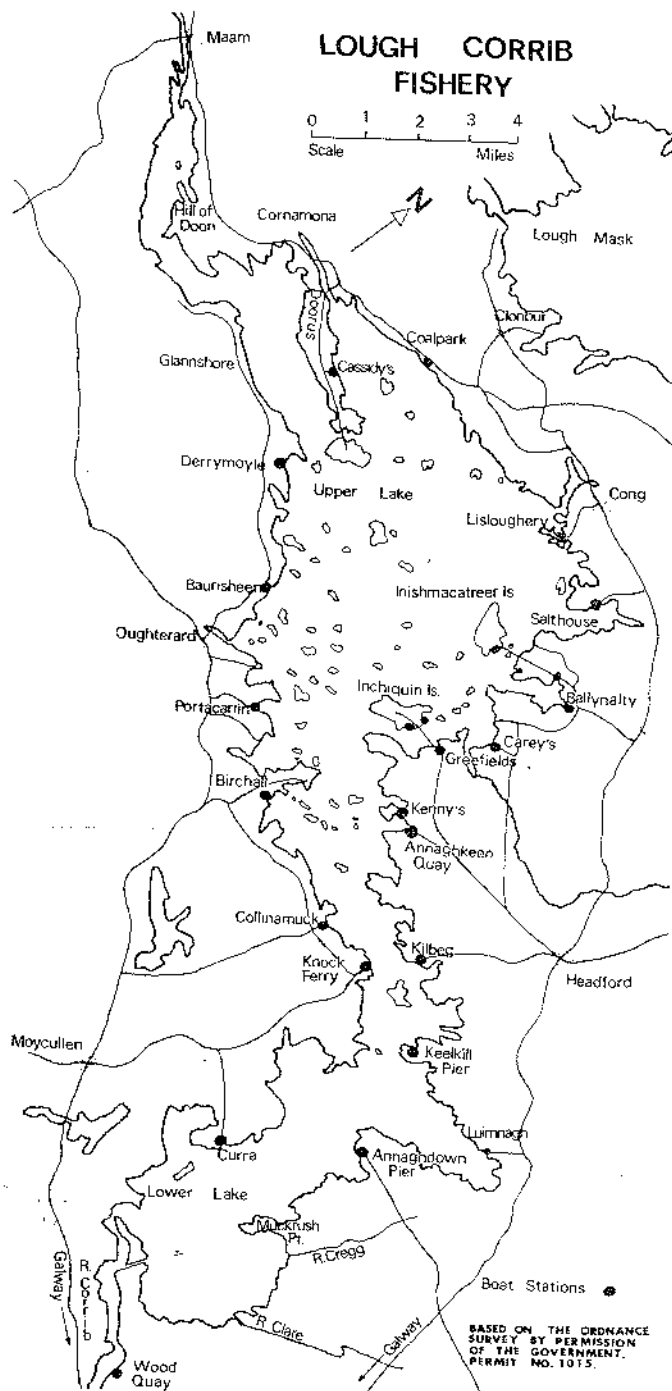 LOUGH CORRIB
FISHERY
Maam
0 1 2 3 4
Scale Miles
N
Hill of
Doon
Cornamona
Lough Mask
Doorus
Clonbur
Coalpark
Glannshore
Cassidy's
Derrymoyle
Upper Lake
Cong
Lisloughery
Baurisheen
Inishmacatreer Is
Salthouse
Oughterard
Inchiquin Is.
Portacarrin
Ballynalty
Carey's
Greefields
Birchall
Kenny's
Annaghkeen
Quay
Collinamuck
Kilbeg
Knock
Ferry
Headford
Moycullen
Keelkill
Pier
Luimnagh
Curra
Annaghdown
Pier
Lower Lake
Muckrush
Pt.
R. Cregg
Galway
R. Corrib
Boat Stations
R. Clare
Galway
BASED ON THE ORDNANCE
SURVEY BY PERMISSION
OF THE GOVERNMENT.
PERMIT NO. 1015.
Wood
Quay